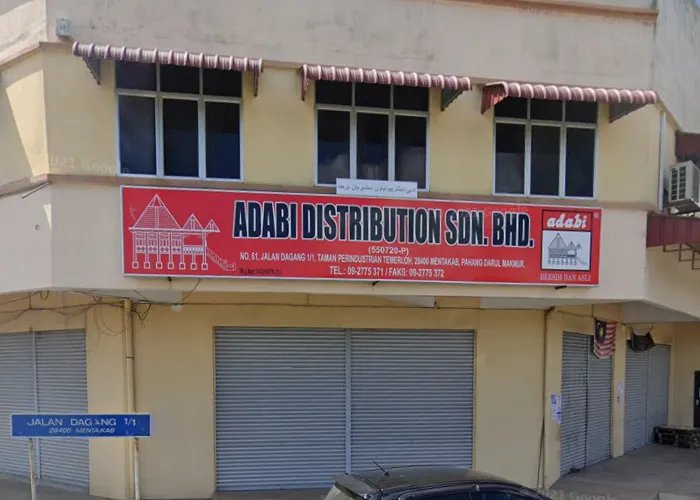 ADABI DISTRIBUTION SDN. BHD.
(550720-P)
NO. 61, JALAN DAGANG 1/1, TAMAN PERINDUSTRIAN TEMERLOH, 28400 MENTAKAB, PAHANG DARUL MAKMUR.
TEL.: 09-2775 371 / FAKS: 09-2775 372
adabi
BERSIH DAN ASLI
JALAN DAGANG 1/1
28400 MENTAKAB